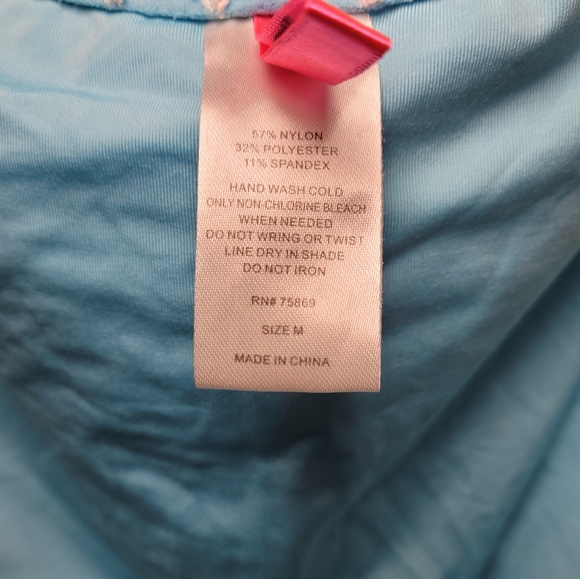 57% NYLON
32% POLYESTER
11% SPANDEX
HAND WASH COLD
ONLY NON-CHLORINE BLEACH
WHEN NEEDED
DO NOT WRING OR TWIST
LINE DRY IN SHADE
DO NOT IRON
RN# 75869
SIZE M
MADE IN CHINA